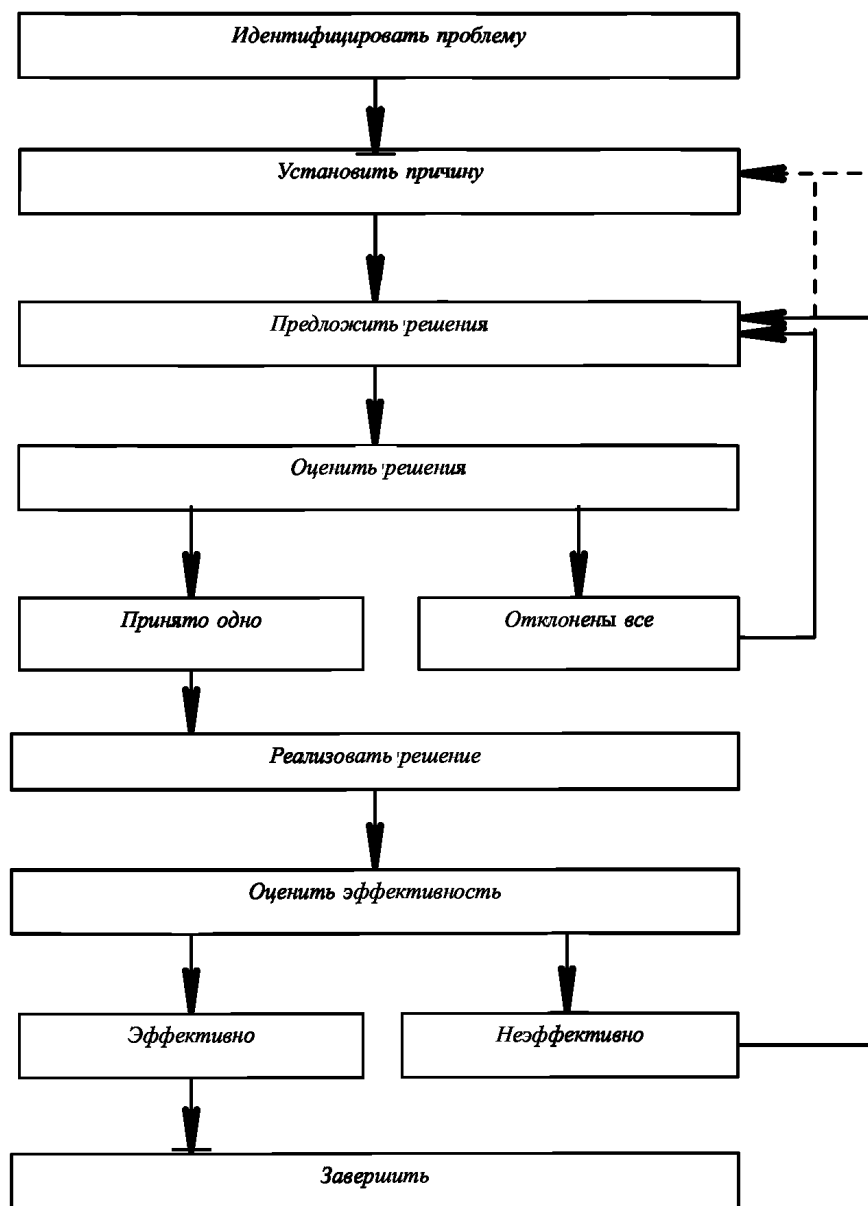 Идентифицировать проблему
Установить причину
Предложить решения
Оценить решения
Принято одно
Отклонены все
Реализовать решение
Оценить эффективность
Эффективно
Неэффективно
Завершить